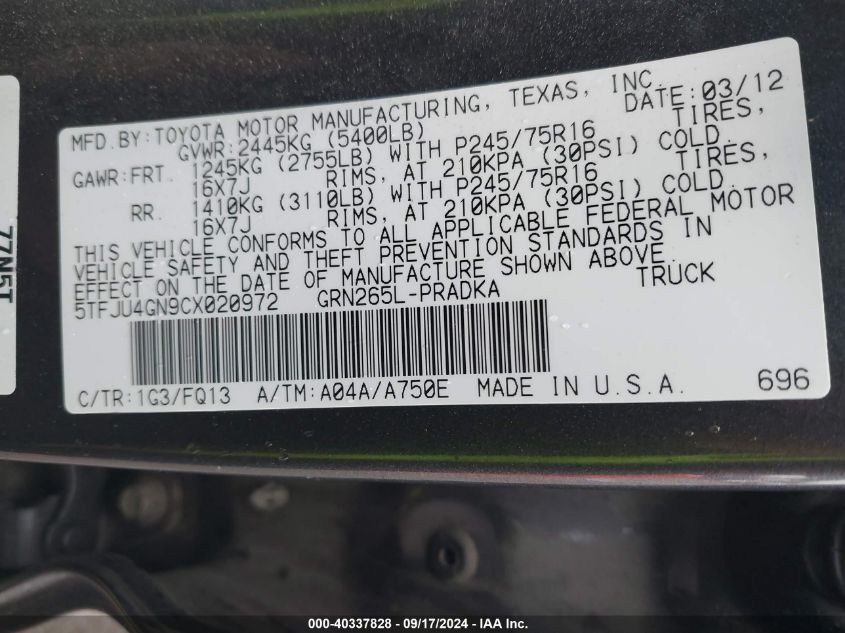 MFD.BY:TOYOTA MOTOR MANUFACTURING, TEXAS, INC.
GVWR:2445KG (5400LB) DATE:03/12
GAWR:FRT. 1245KG (2755LB) WITH P245/75R16 TIRES,
16X7J RIMS, AT 210KPA (30PSI) COLD.
RR. 1410KG (3110LB) WITH P245/75R16 TIRES,
16X7J RIMS, AT 210KPA (30PSI) COLD.
THIS VEHICLE CONFORMS TO ALL APPLICABLE FEDERAL MOTOR
VEHICLE SAFETY AND THEFT PREVENTION STANDARDS IN
EFFECT ON THE DATE OF MANUFACTURE SHOWN ABOVE.
5TFJU4GN9CX020972 GRN265L-PRADKA TRUCK
C/TR:1G3/FQ13 A/TM:A04A/A750E MADE IN U.S.A. 696
77N5T
000-40337828 - 09/17/2024 - IAA Inc.